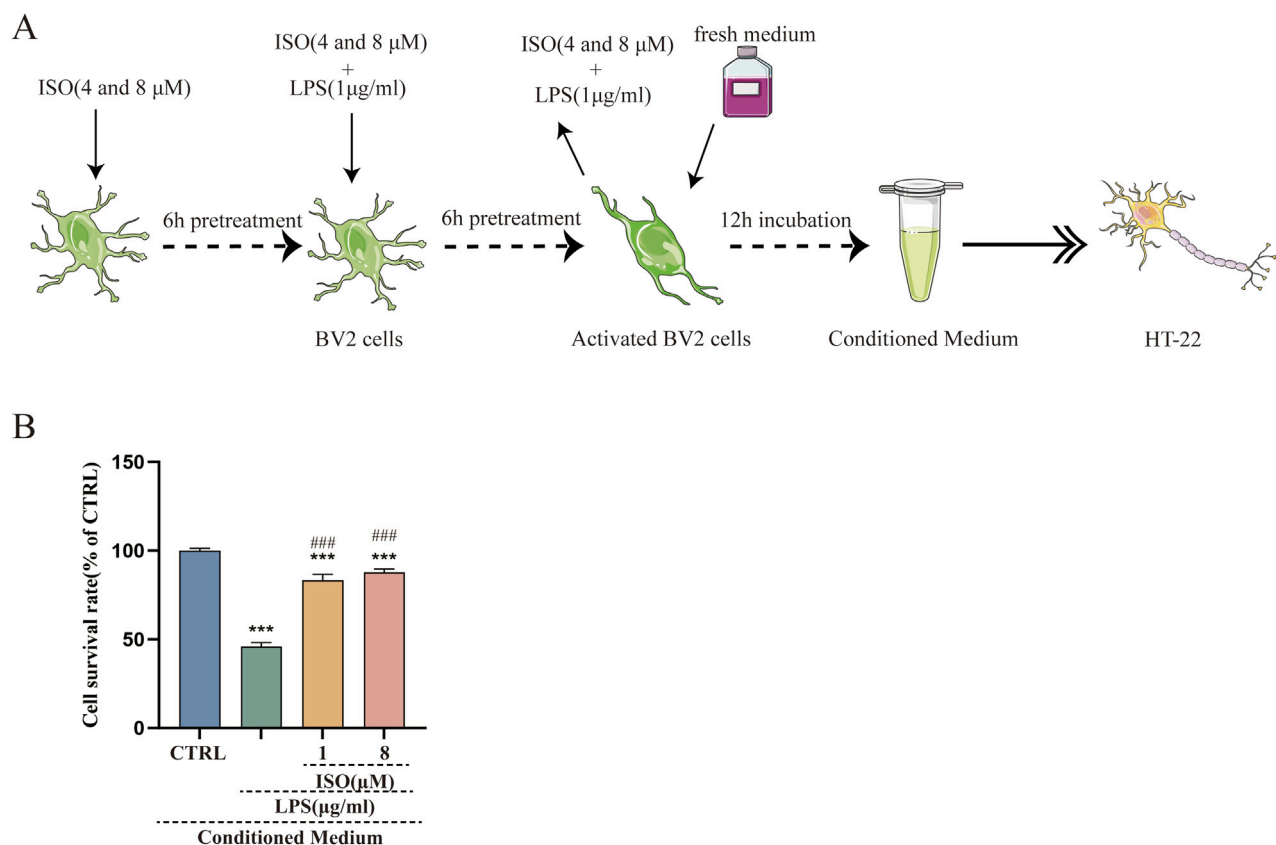 A
ISO(4 and 8 μM)
ISO(4 and 8 μM)
+
LPS(1μg/ml)
ISO(4 and 8 μM)
+
LPS(1μg/ml)
fresh medium
6h pretreatment
6h pretreatment
12h incubation
BV2 cells
Activated BV2 cells
Conditioned Medium
HT-22
B
Cell survival rate(% of CTRL)
150
100
50
0
***
###
***
###
***
CTRL
1
8
ISO(μM)
LPS(μg/ml)
Conditioned Medium